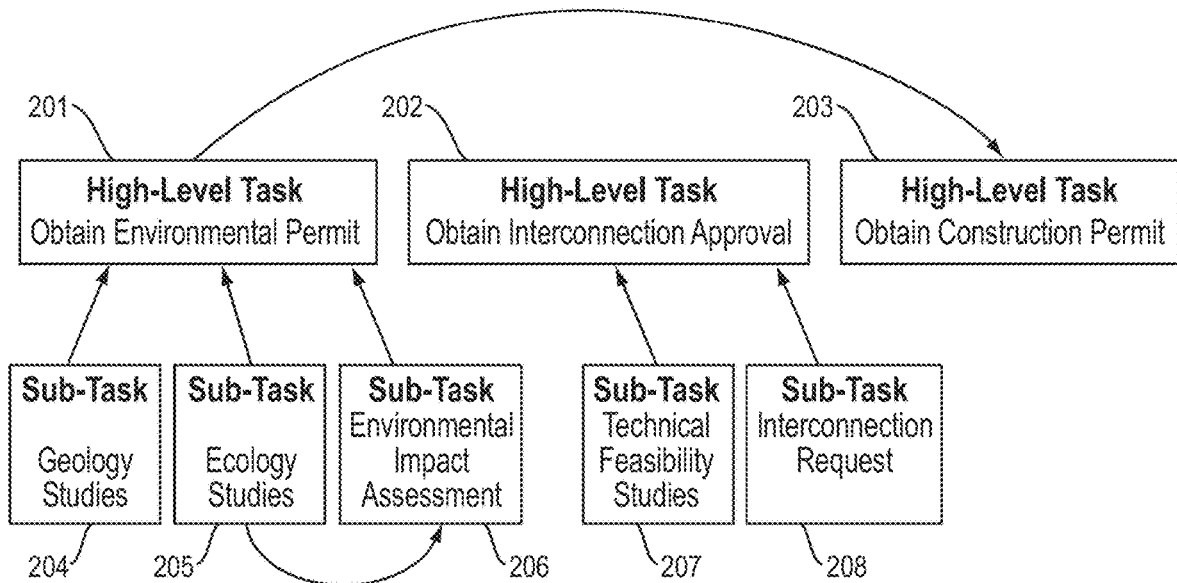 201
202
203
High-Level Task
Obtain Environmental Permit
High-Level Task
Obtain Interconnection Approval
High-Level Task
Obtain Construction Permit
Sub-Task
Geology
Studies
Sub-Task
Ecology
Studies
Sub-Task
Environmental
Impact
Assessment
Sub-Task
Technical
Feasibility
Studies
Sub-Task
Interconnection
Request
204
205
206
207
208